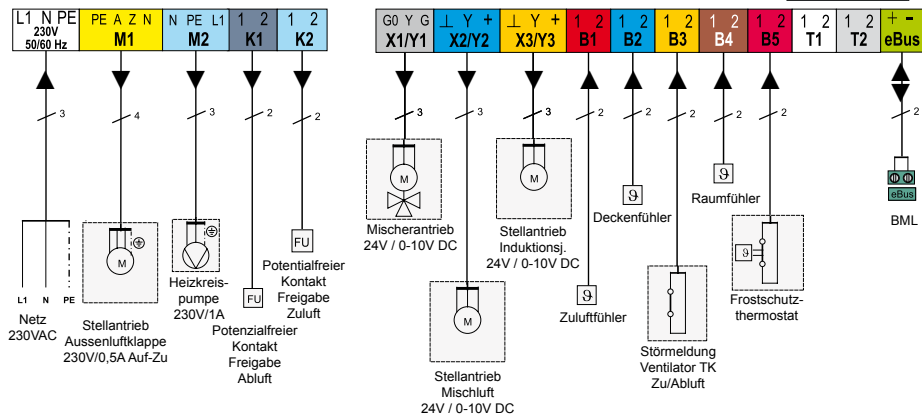 L1 N PE
230V
50/60 Hz
PE A Z N
M1
N PE L1
M2
1 2
K1
1 2
K2
G0 Y G
X1/Y1
⊥ Y +
X2/Y2
⊥ Y +
X3/Y3
1 2
B1
1 2
B2
1 2
B3
1 2
B4
1 2
B5
1 2
T1
1 2
T2
+ -
eBus
3
4
3
2
2
3
3
3
2
2
2
2
2
2
L1 N PE
Netz
230VAC
M
Stellantrieb
Aussenluftklappe
230V/0,5A Auf-Zu
Heizkreis-
pumpe
230V/1A
FU
Potenzialfreier
Kontakt
Freigabe
Abluft
FU
Potentialfreier
Kontakt
Freigabe
Zuluft
M
Mischerantrieb
24V / 0-10V DC
M
Stellantrieb
Mischluft
24V / 0-10V DC
M
Stellantrieb
Induktionsj.
24V / 0-10V DC
ϑ
Zuluftfühler
ϑ
Deckenfühler
Störmeldung
Ventilator TK
Zu/Abluft
ϑ
Raumfühler
ϑ
Frostschutz-
thermostat
eBus
BML